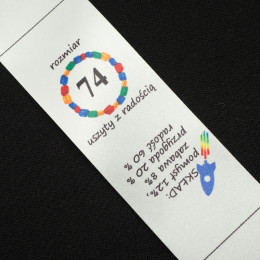 rozmiar
74
uszyty z radością
SKŁAD:
pomysł 12%,
zabawa 8%,
przygoda 20 %
radość 60 %